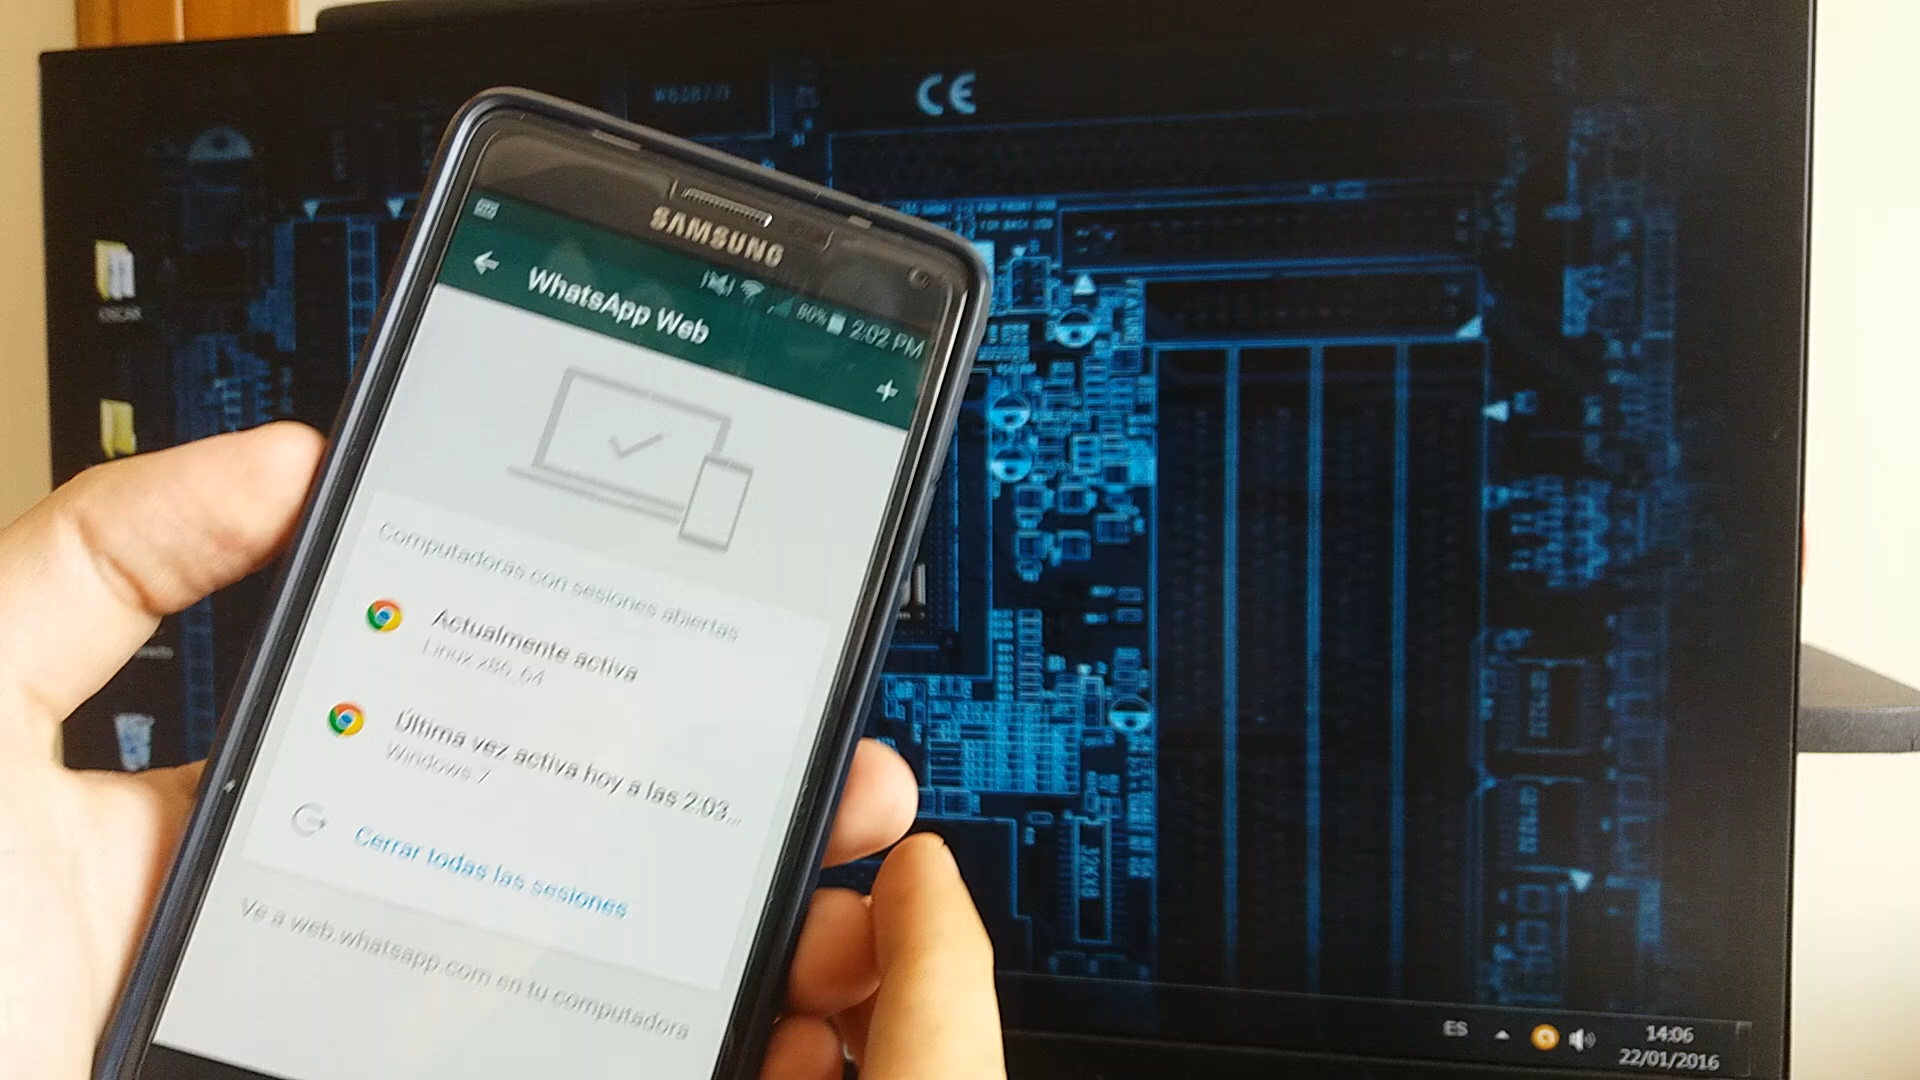 CE
SAMSUNG
80% 2:02 PM
WhatsApp Web
Computadoras con sesiones abiertas
Actualmente activa
Linux x86_64
Última vez activa hoy a las 2:03...
Windows 7
Cerrar todas las sesiones
Ve a web.whatsapp.com en tu computadora
OSCAR
32KX8
ES
14:06
22/01/2016